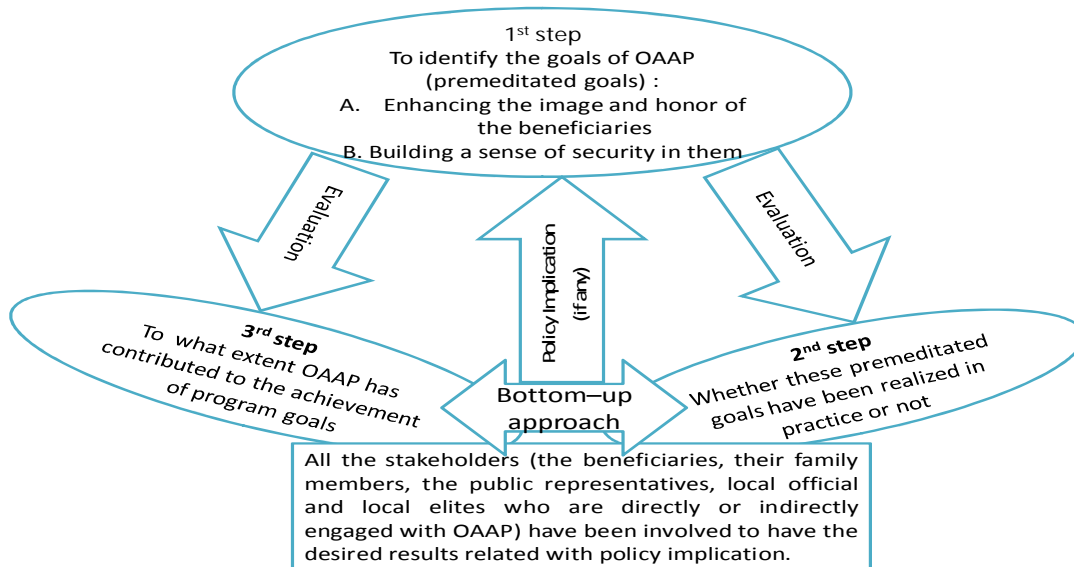 1st step
To identify the goals of OAAP
(premeditated goals) :
A. Enhancing the image and honor of
the beneficiaries
B. Building a sense of security in them
Evaluation
Evaluation
Policy Implication
(if any)
3rd step
To what extent OAAP has
contributed to the achievement
of program goals
2nd step
Whether these premeditated
goals have been realized in
practice or not
Bottom–up
approach
All the stakeholders (the beneficiaries, their family
members, the public representatives, local official
and local elites who are directly or indirectly
engaged with OAAP) have been involved to have the
desired results related with policy implication.